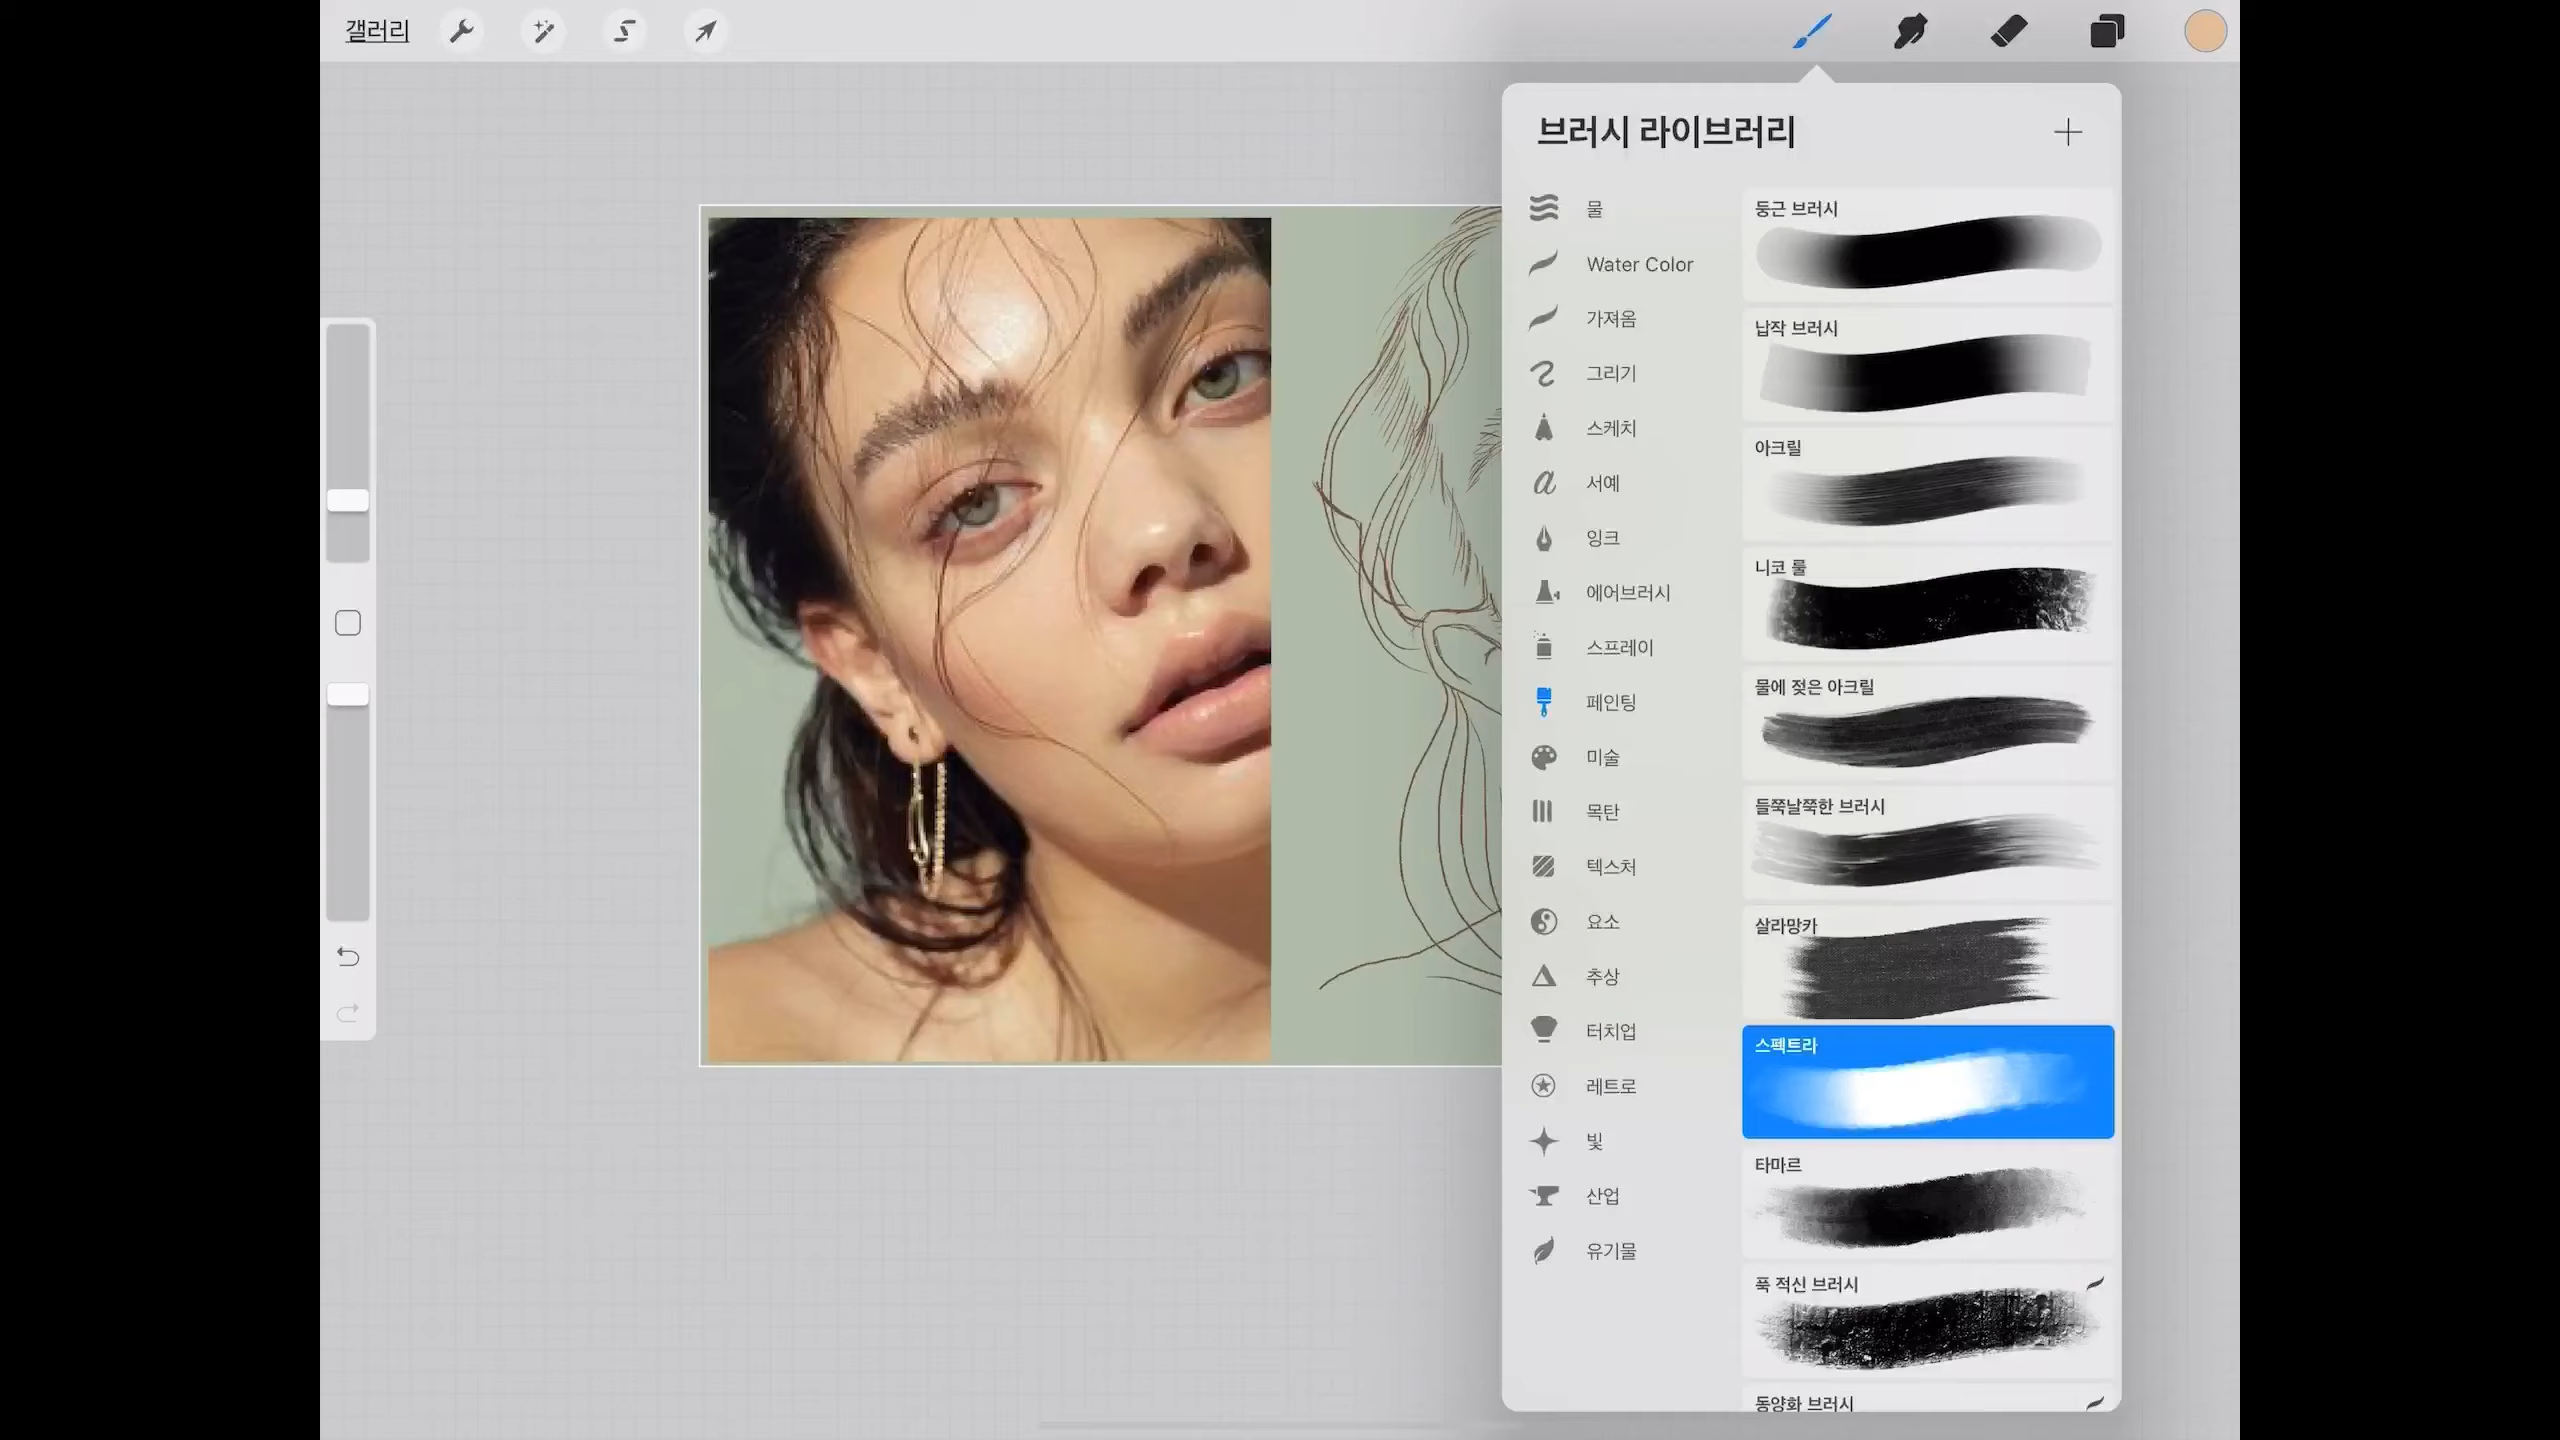 갤러리
브러시 라이브러리
물
Water Color
가져옴
그리기
스케치
서예
잉크
에어브러시
스프레이
페인팅
미술
목탄
텍스처
요소
추상
터치업
레트로
빛
산업
유기물
둥근 브러시
납작 브러시
아크릴
니코 룰
물에 젖은 아크릴
들쭉날쭉한 브러시
살라망카
스펙트라
타마르
푹 적신 브러시
동양화 브러시